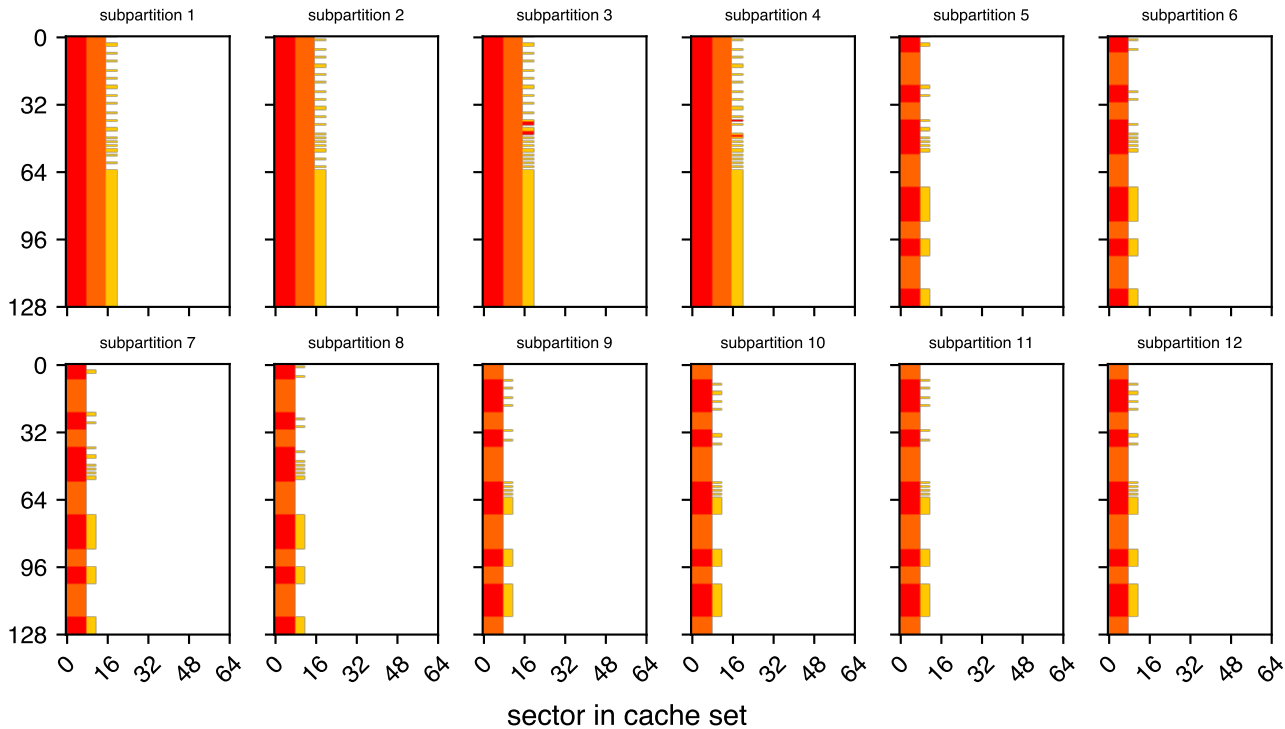 subpartition 1 subpartition 2 subpartition 3 subpartition 4 subpartition 5 subpartition 6
0
32
64
96
128
subpartition 7 subpartition 8 subpartition 9 subpartition 10 subpartition 11 subpartition 12
0
32
64
96
128
0 16 32 48 64 0 16 32 48 64 0 16 32 48 64 0 16 32 48 64 0 16 32 48 64 0 16 32 48 64
sector in cache set